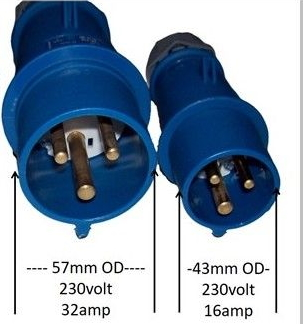 ---- 57mm OD----
230volt
32amp
-43mm OD-
230volt
16amp